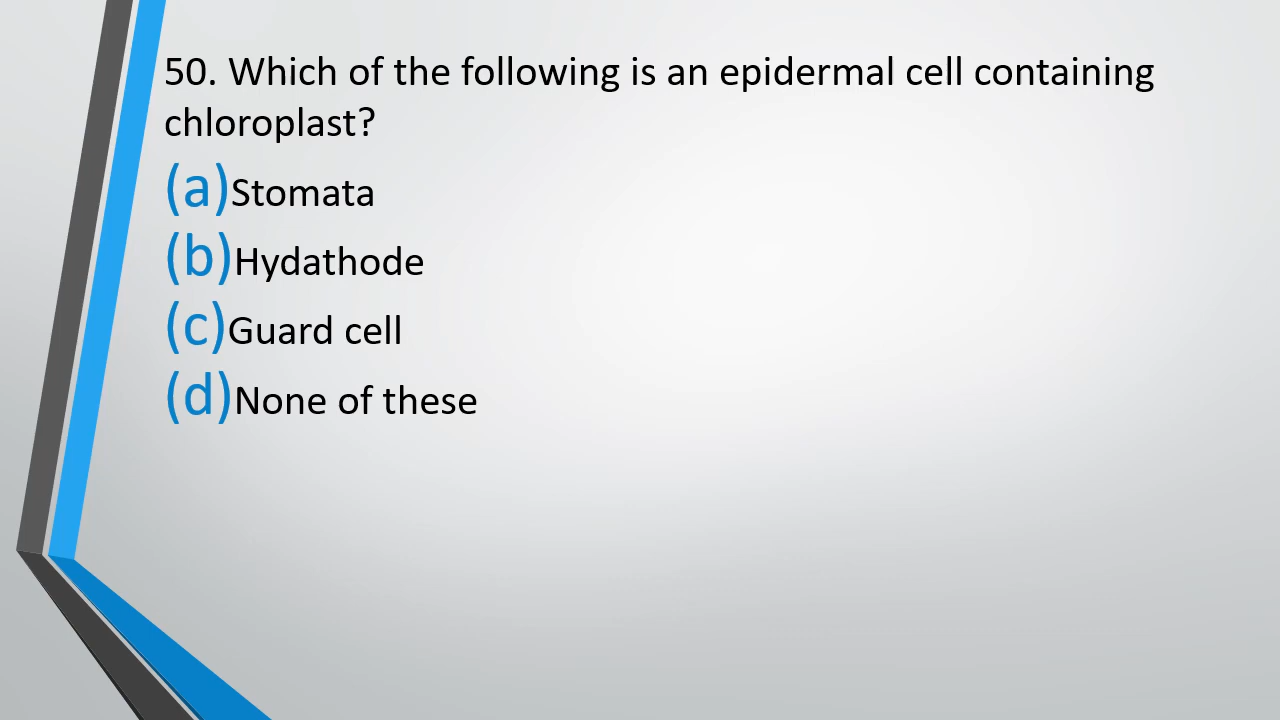 50. Which of the following is an epidermal cell containing
chloroplast?
(a)Stomata
(b)Hydathode
(c)Guard cell
(d)None of these